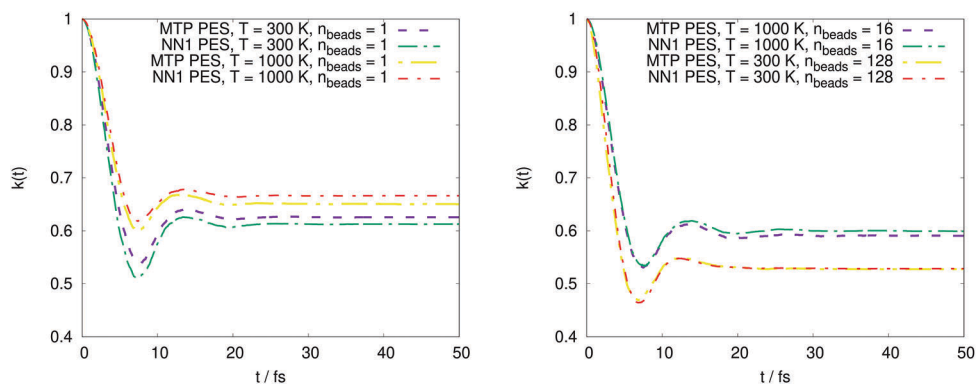 MTP PES, T = 300 K, nbeads = 1
NN1 PES, T = 300 K, nbeads = 1
MTP PES, T = 1000 K, nbeads = 1
NN1 PES, T = 1000 K, nbeads = 1
1
0.9
0.8
0.7
0.6
0.5
0.4
k(t)
0 10 20 30 40 50
t / fs
MTP PES, T = 1000 K, nbeads = 16
NN1 PES, T = 1000 K, nbeads = 16
MTP PES, T = 300 K, nbeads = 128
NN1 PES, T = 300 K, nbeads = 128
1
0.9
0.8
0.7
0.6
0.5
0.4
k(t)
0 10 20 30 40 50
t / fs